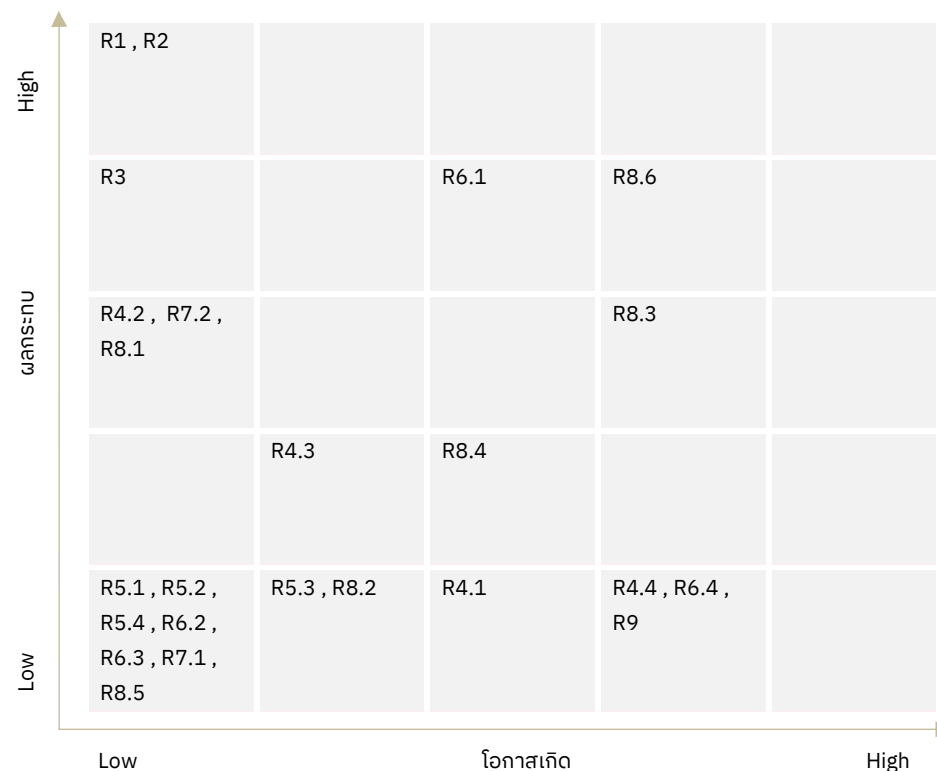 High
R1 , R2
R3
R6.1
R8.6
ผลกระทบ
R4.2 , R7.2 ,
R8.1
R8.3
R4.3
R8.4
Low
R5.1 , R5.2 ,
R5.4 , R6.2 ,
R6.3 , R7.1 ,
R8.5
R5.3 , R8.2
R4.1
R4.4 , R6.4 ,
R9
Low
โอกาสเกิด
High